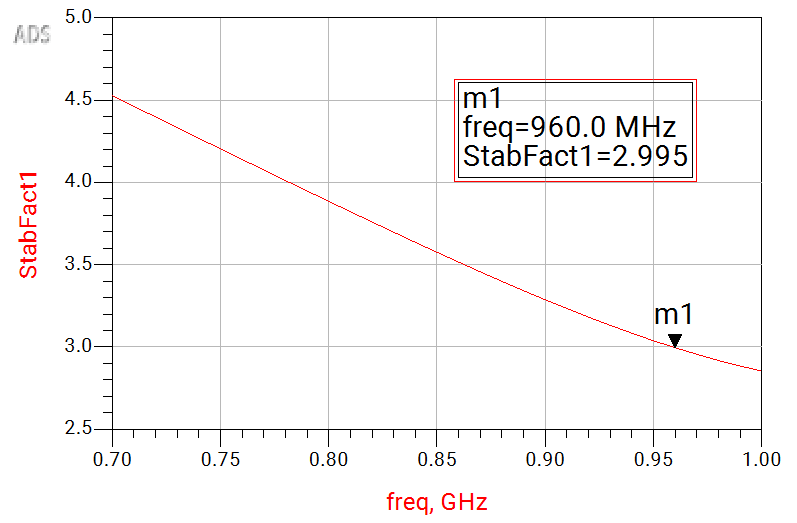 ADS
5.0
4.5
4.0
3.5
3.0
2.5
StabFact1
m1
freq=960.0 MHz
StabFact1=2.995
m1
0.70 0.75 0.80 0.85 0.90 0.95 1.00
freq, GHz